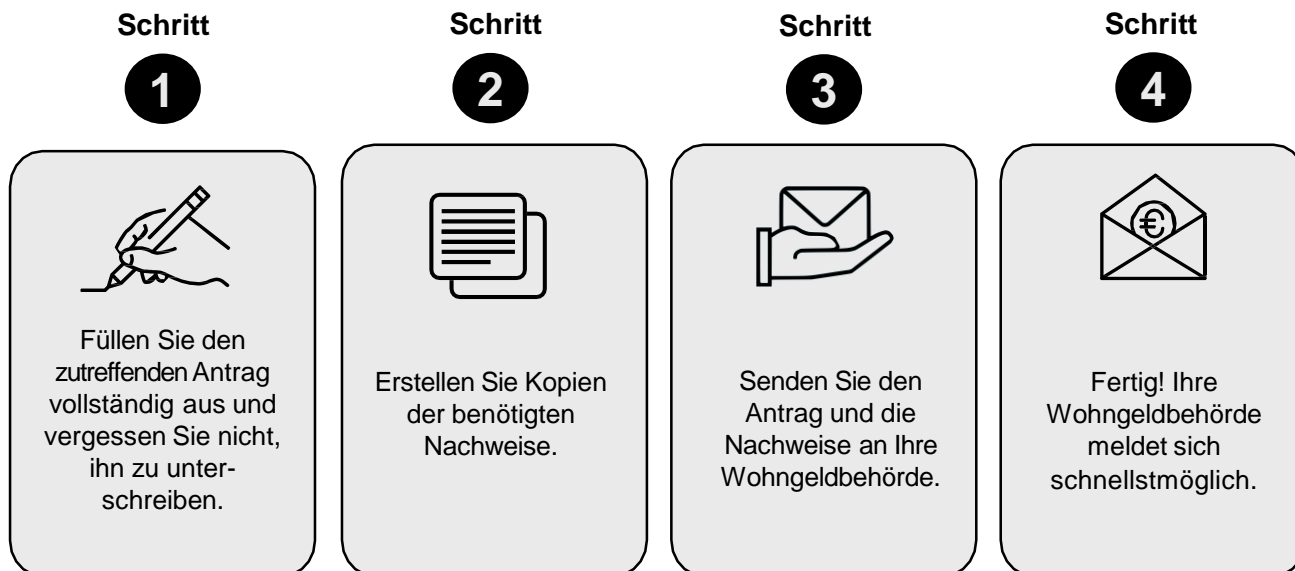 Schritt
1
Füllen Sie den
zutreffenden Antrag
vollständig aus und
vergessen Sie nicht,
ihn zu unter-
schreiben.
Schritt
2
Erstellen Sie Kopien
der benötigten
Nachweise.
Schritt
3
Senden Sie den
Antrag und die
Nachweise an Ihre
Wohngeldbehörde.
Schritt
4
€
Fertig! Ihre
Wohngeldbehörde
meldet sich
schnellstmöglich.